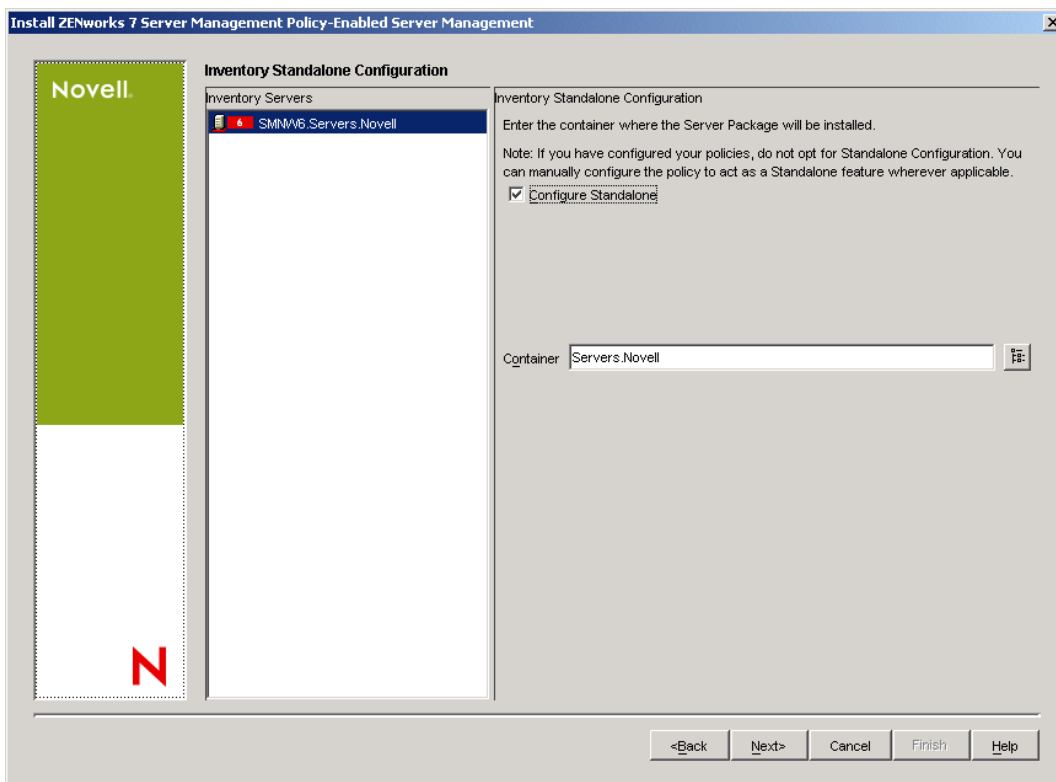 Install ZENworks 7 Server Management Policy-Enabled Server Management
Novell.
Inventory Standalone Configuration
Inventory Servers
6 SMNW6.Servers.Novell
Inventory Standalone Configuration
Enter the container where the Server Package will be installed.
Note: If you have configured your policies, do not opt for Standalone Configuration. You
can manually configure the policy to act as a Standalone feature wherever applicable.
Configure Standalone
Container Servers.Novell
N
<Back Next> Cancel Finish Help